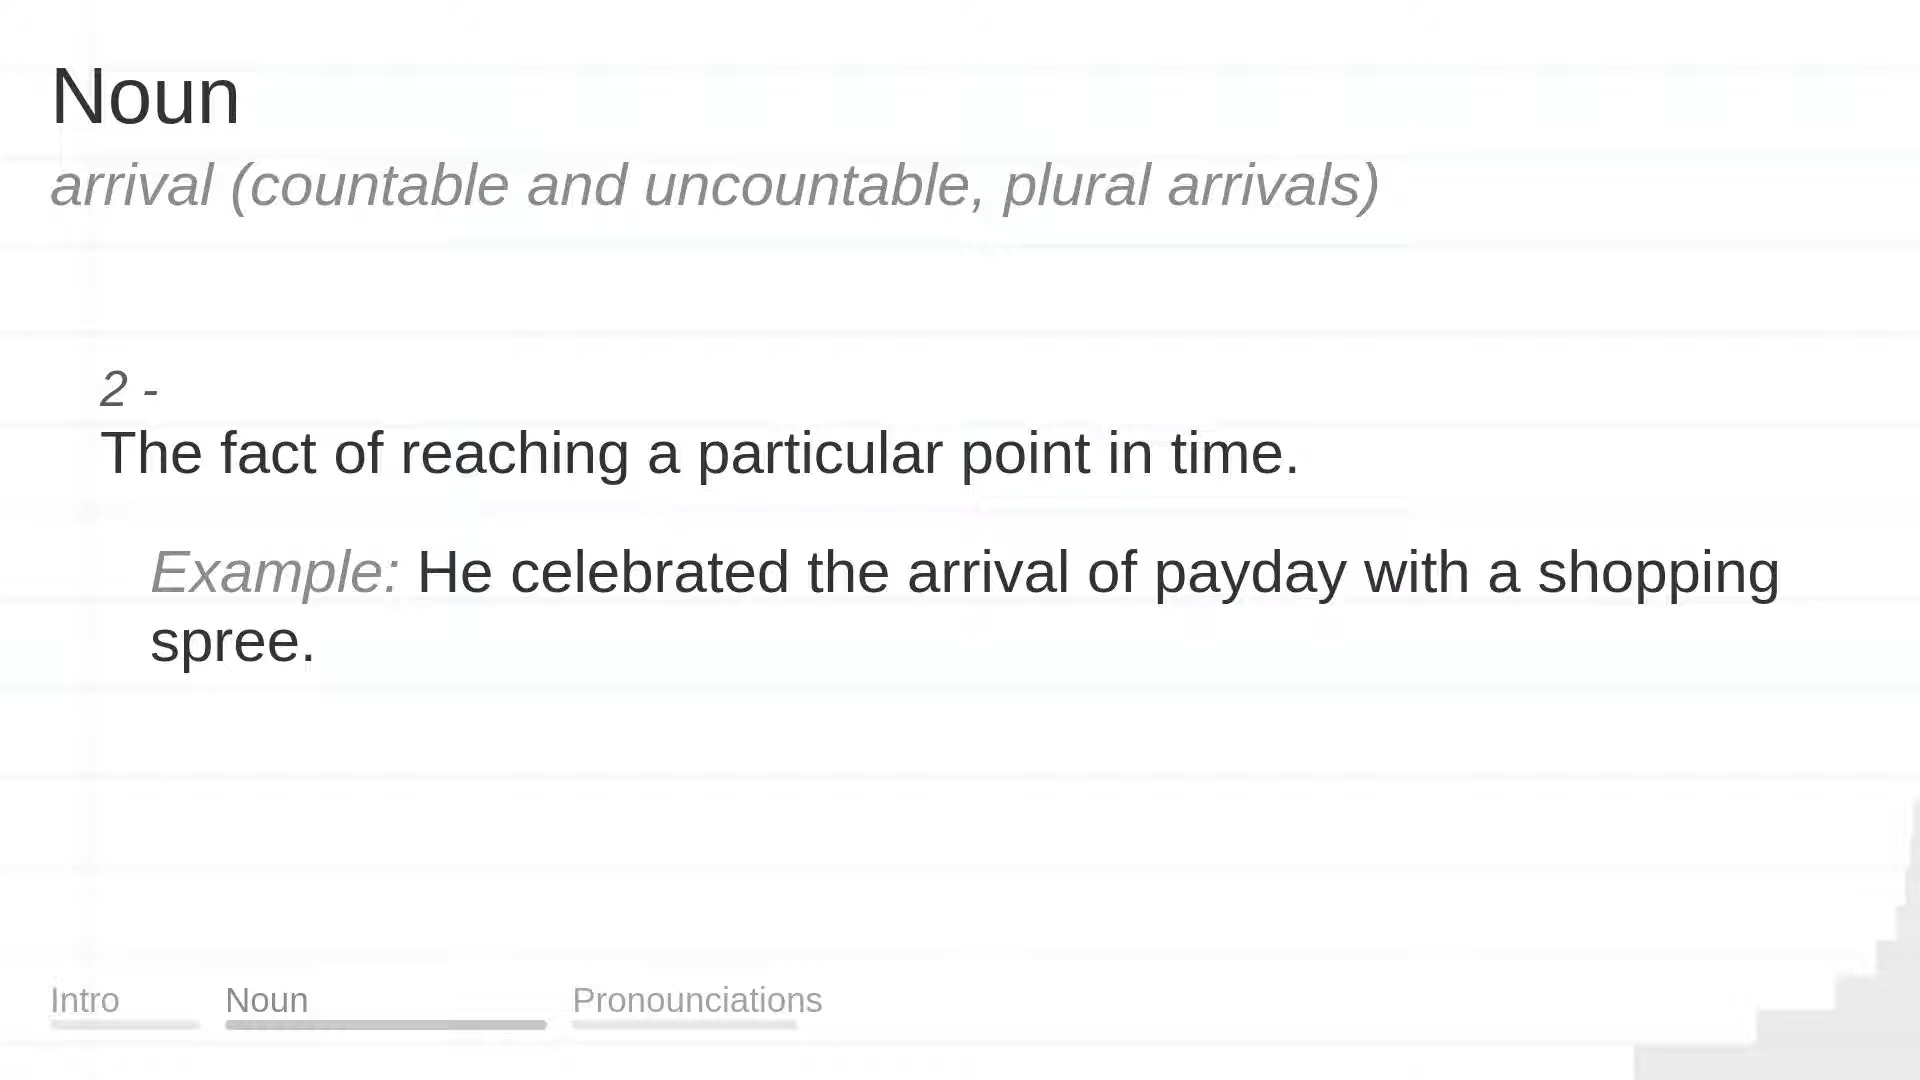 Noun
arrival (countable and uncountable, plural arrivals)
2 -
The fact of reaching a particular point in time.
Example: He celebrated the arrival of payday with a shopping
spree.
Intro
Noun
Pronounciations